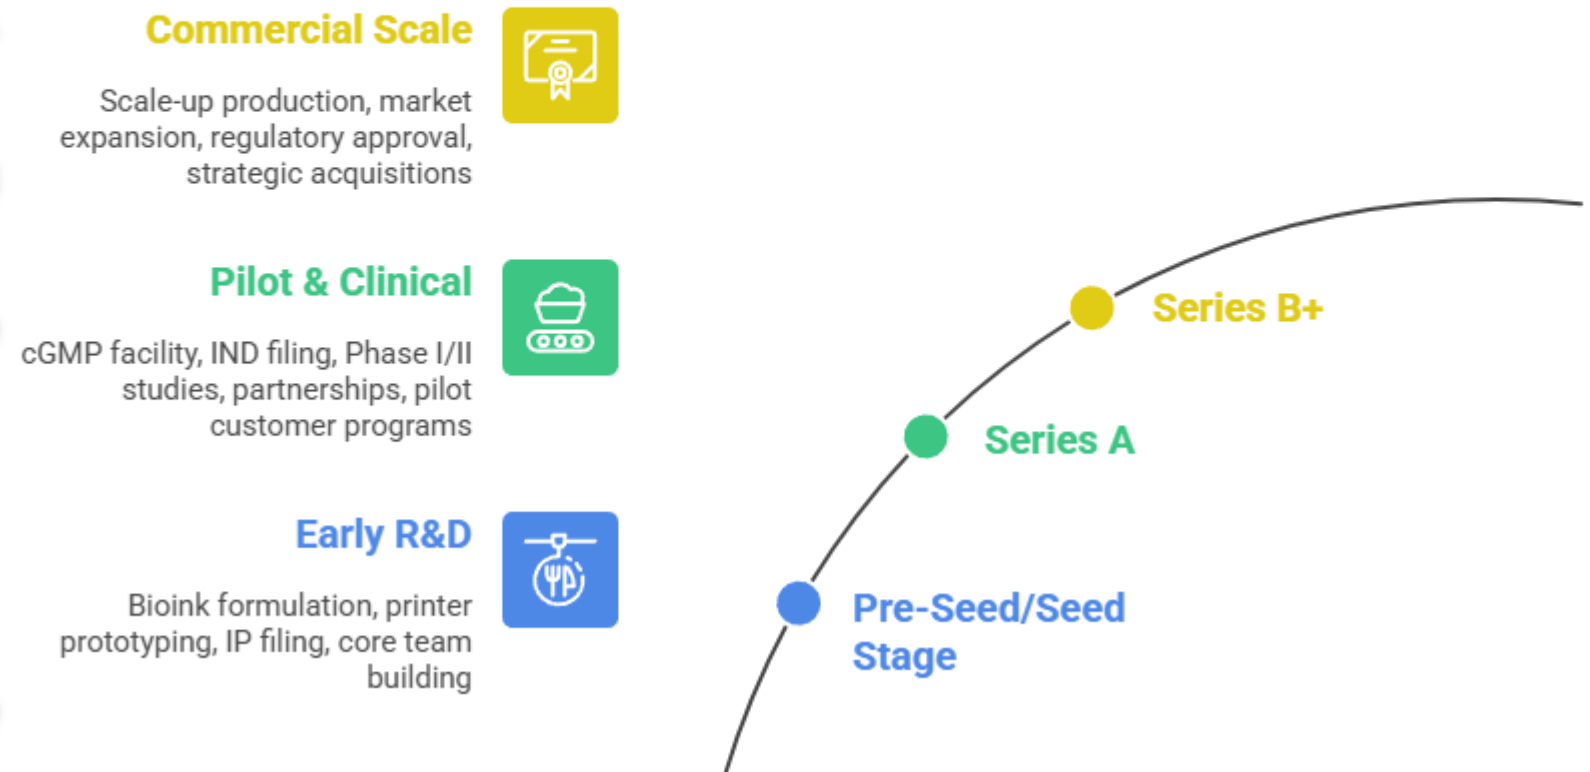 Commercial Scale
Scale-up production, market
expansion, regulatory approval,
strategic acquisitions
Pilot & Clinical
cGMP facility, IND filing, Phase I/II
studies, partnerships, pilot
customer programs
Early R&D
Bioink formulation, printer
prototyping, IP filing, core team
building
Series B+
Series A
Pre-Seed/Seed
Stage